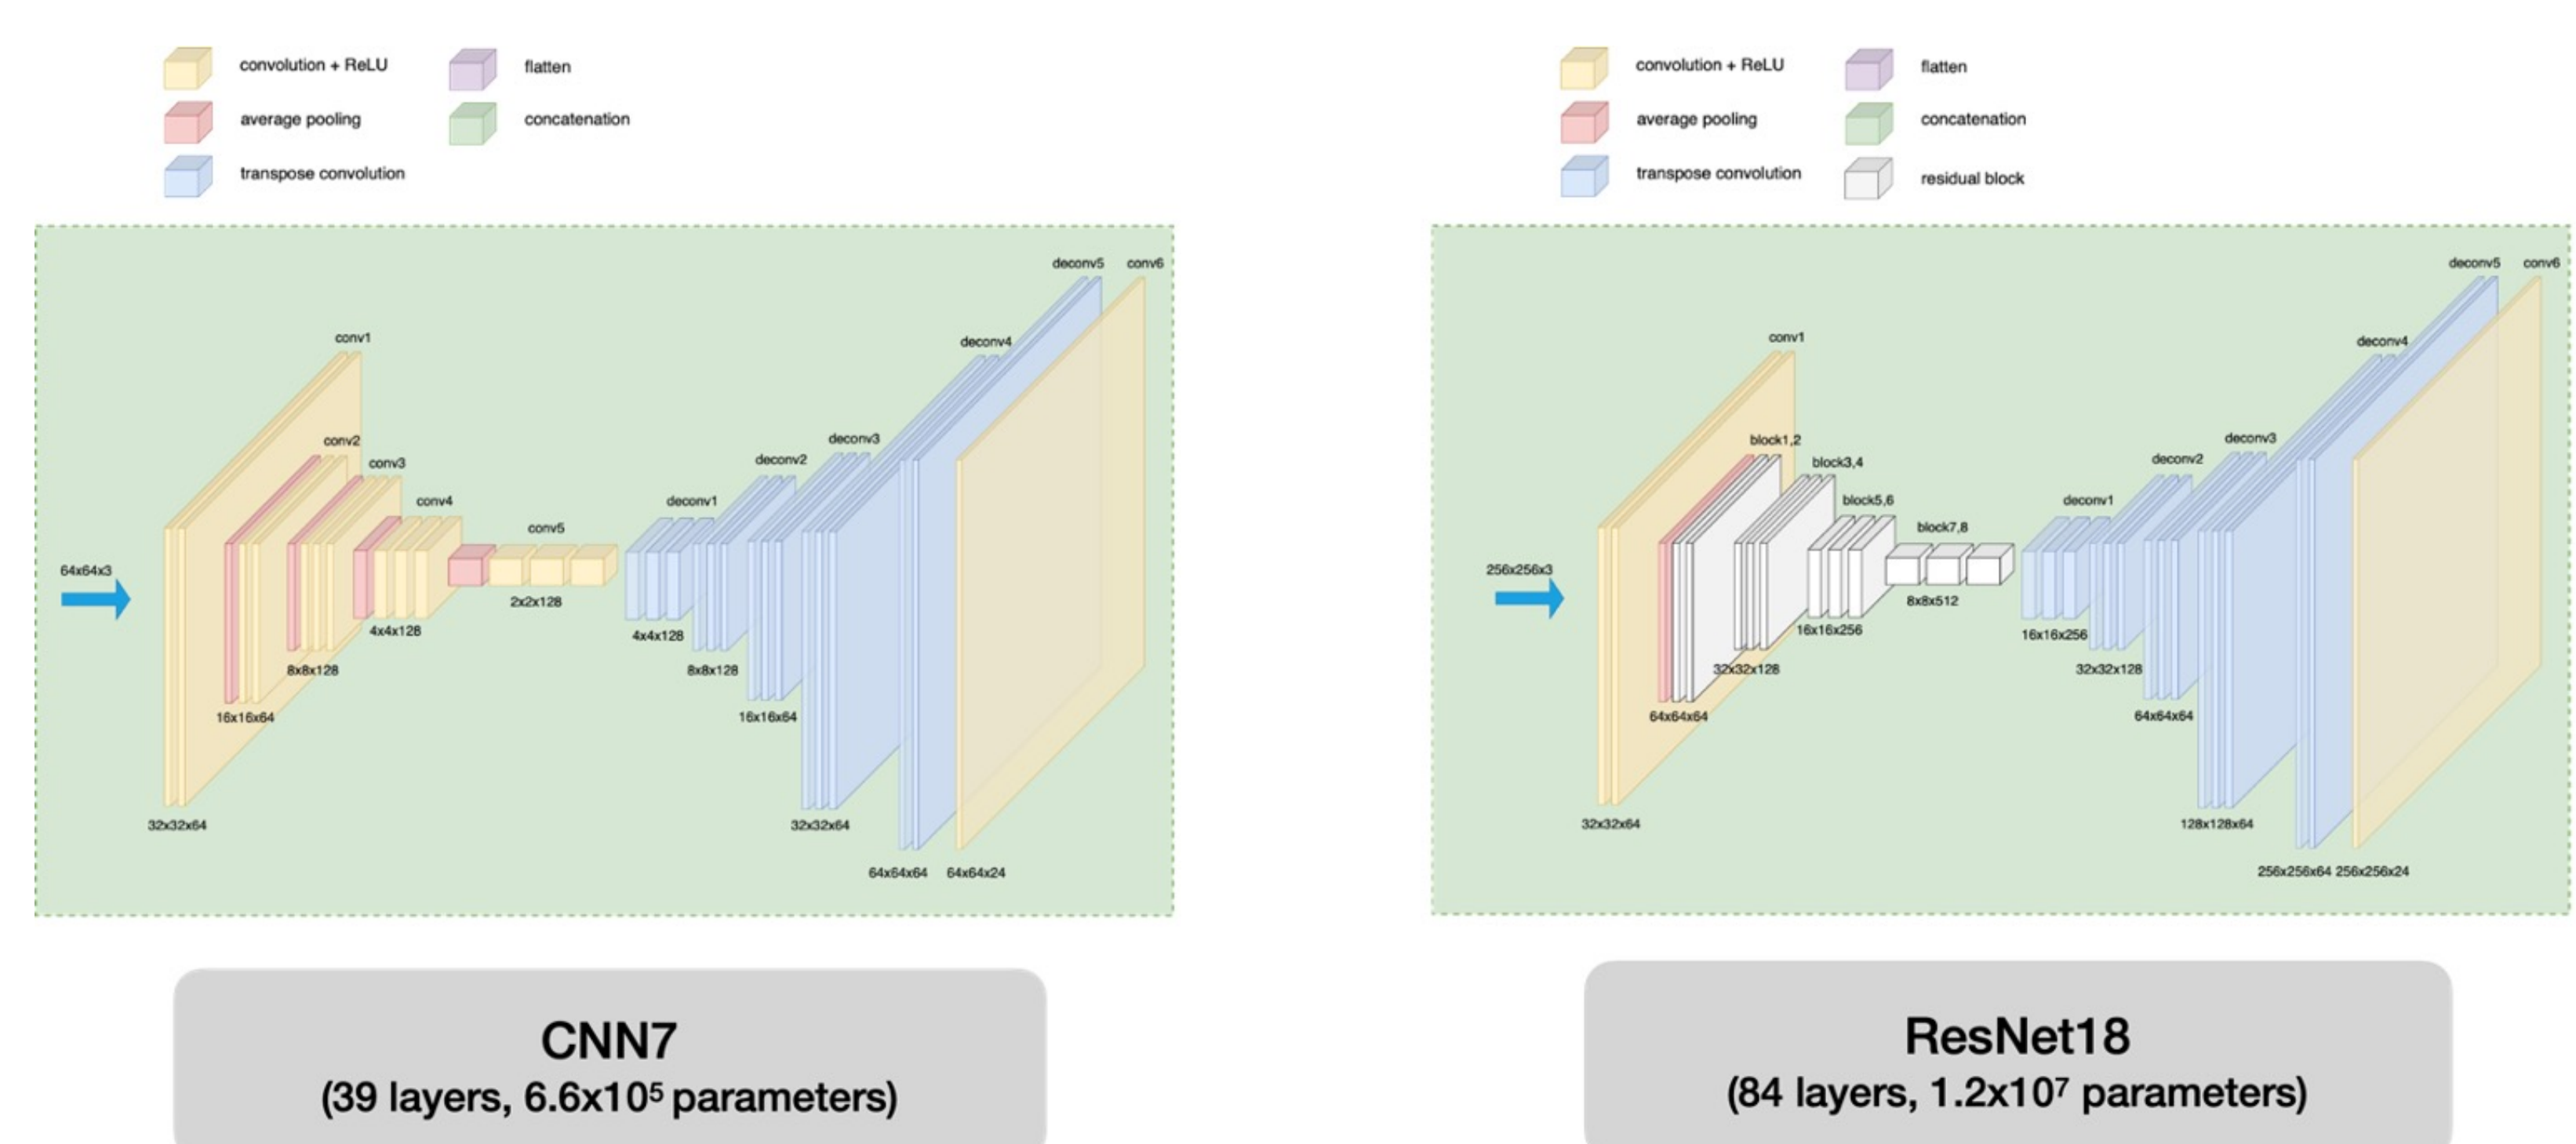 convolution + ReLU
flatten
average pooling
concatenation
transpose convolution
deconv5
conv6
conv1
deconv4
conv2
deconv3
conv3
deconv2
conv4
deconv1
conv5
64x64x3
2x2x128
4x4x128
4x4x128
8x8x128
8x8x128
16x16x64
16x16x64
32x32x64
32x32x64
64x64x64
64x64x24
CNN7
(39 layers, 6.6x10⁵ parameters)
convolution + ReLU
flatten
average pooling
concatenation
transpose convolution
residual block
deconv5
conv6
conv1
deconv4
block1,2
deconv3
block3,4
deconv2
block5,6
deconv1
block7,8
256x256x3
8x8x512
16x16x256
16x16x256
32x32x128
32x32x128
64x64x64
64x64x64
32x32x64
128x128x64
256x256x64
256x256x24
ResNet18
(84 layers, 1.2x10⁷ parameters)